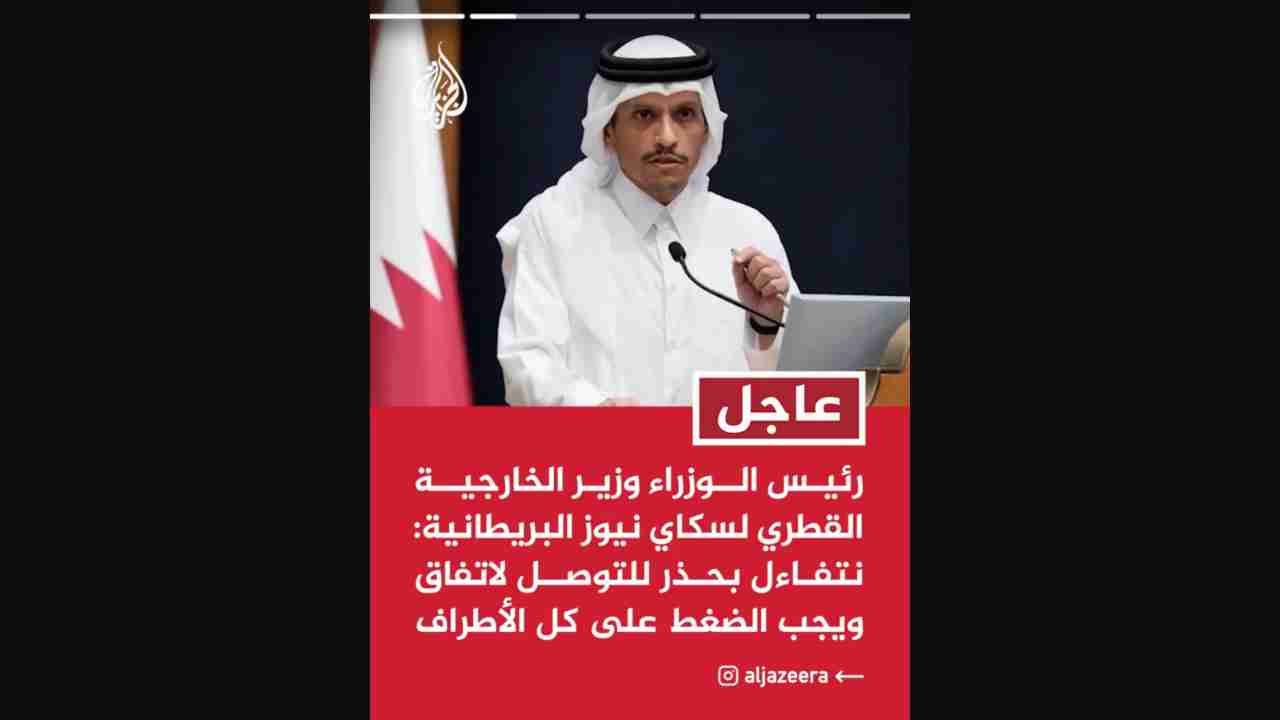 الجزيرة
عاجل
رئيس الوزراء وزير الخارجية
القطري لسكاي نيوز البريطانية:
نتفاءل بحذر للتوصل لاتفاق
ويجب الضغط على كل الأطراف
aljazeera